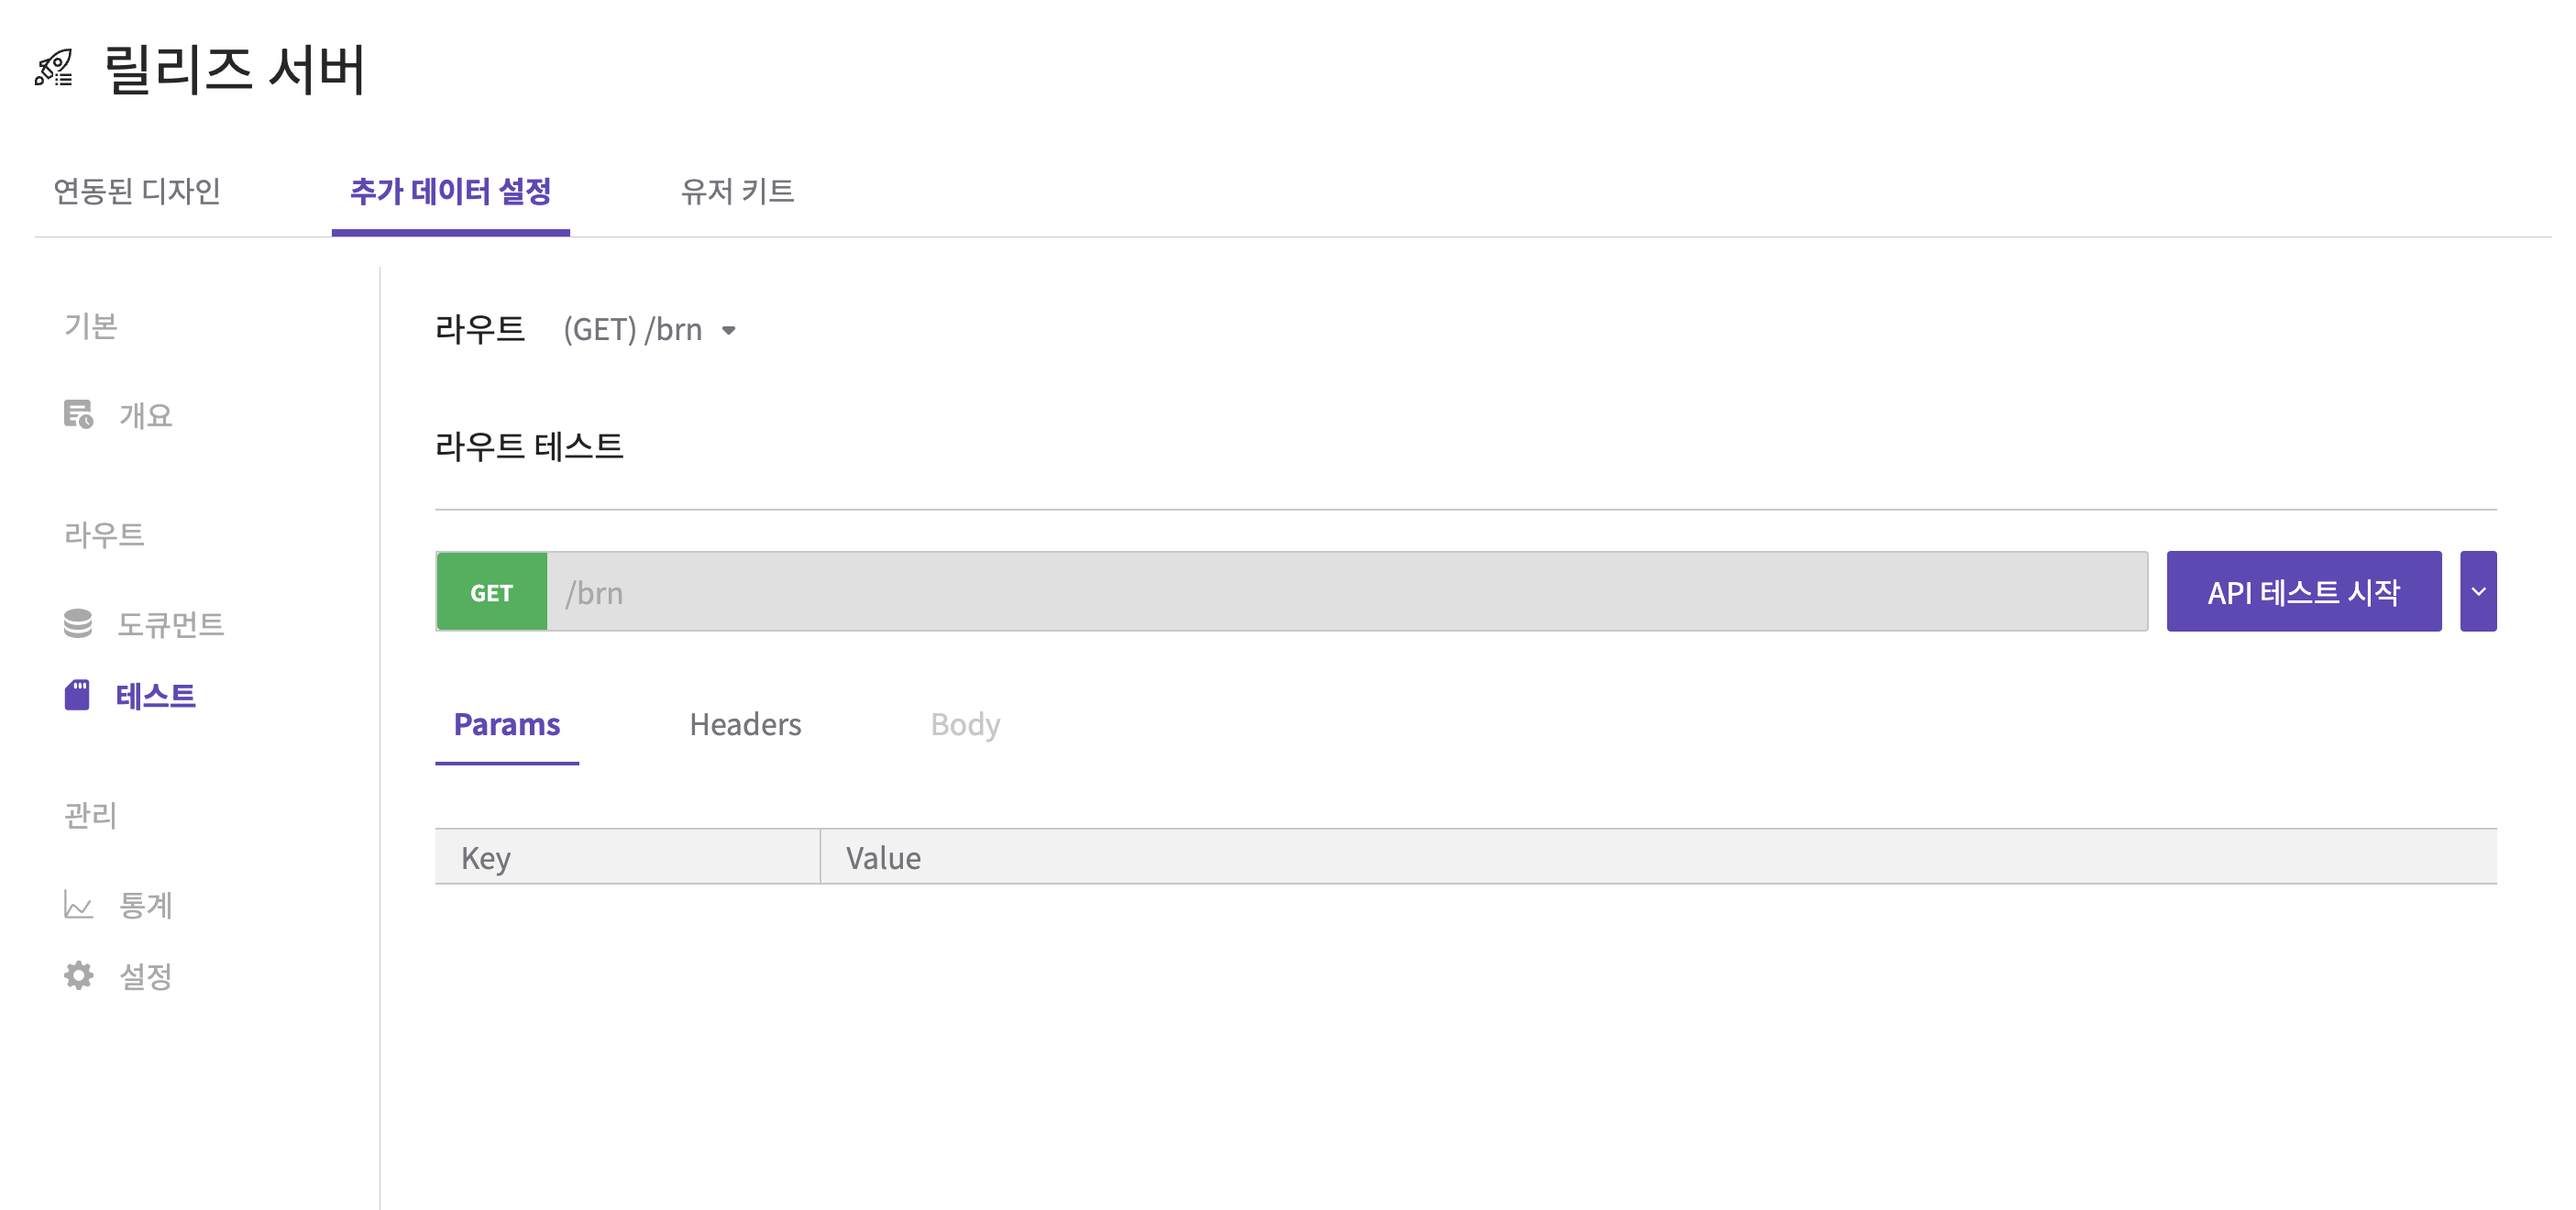 릴리즈 서버
연동된 디자인 추가 데이터 설정 유저 키트
기본
개요
라우트
도큐먼트
테스트
관리
통계
설정
라우트 (GET) /brn
라우트 테스트
GET /brn API 테스트 시작
Params Headers Body
Key Value